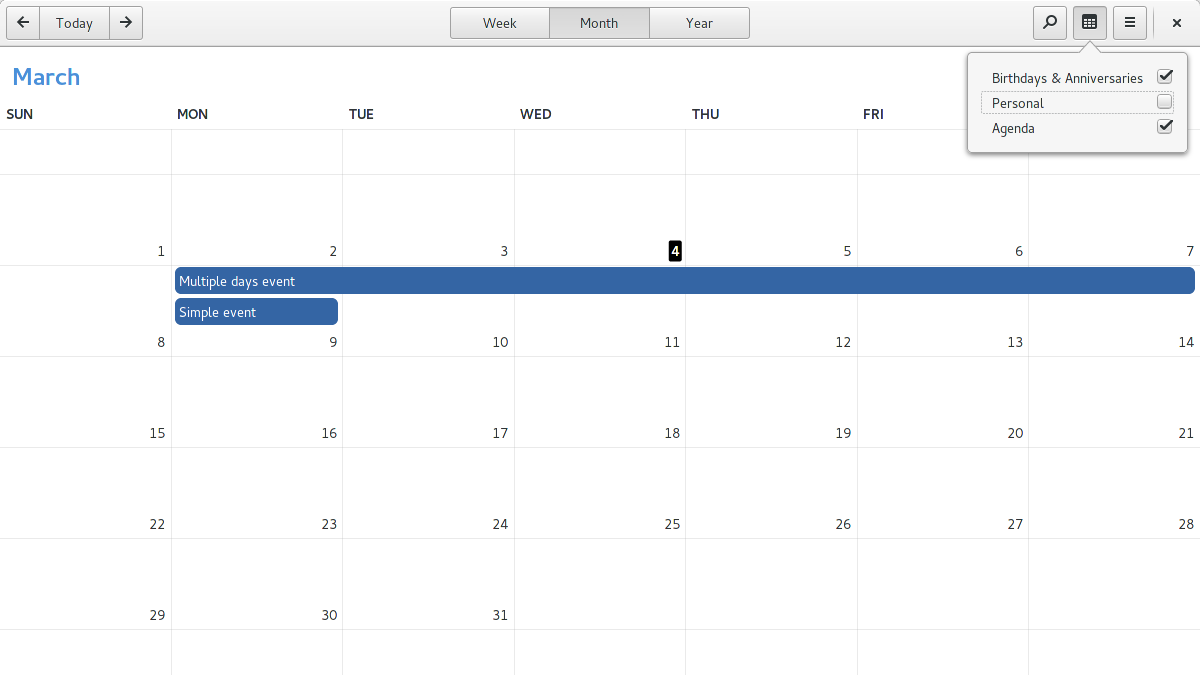 Today Week Month Year
March
Birthdays & Anniversaries
Personal
Agenda
SUN MON TUE WED THU FRI
1 2 3 4 5 6 7
Multiple days event
Simple event
8 9 10 11 12 13 14
15 16 17 18 19 20 21
22 23 24 25 26 27 28
29 30 31